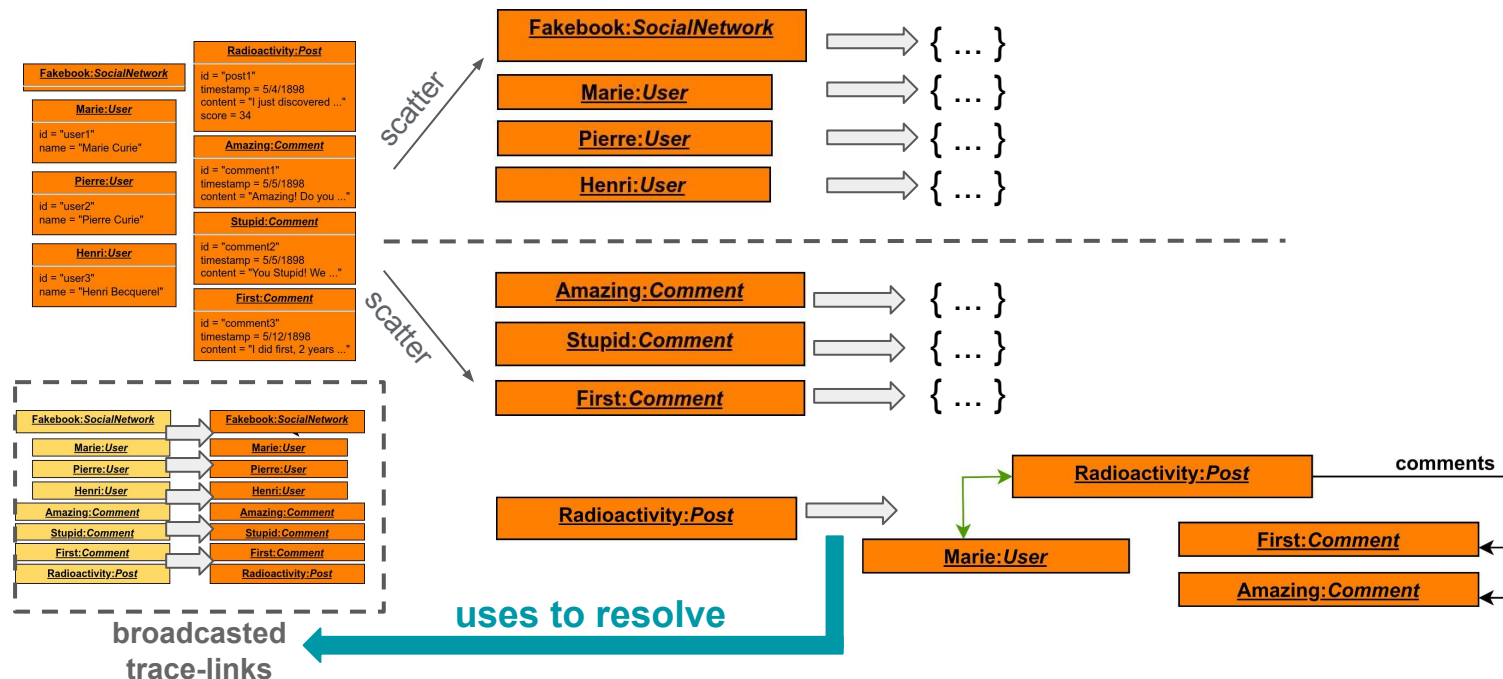 Fakebook:SocialNetwork
Marie:User
id = "user1"
name = "Marie Curie"
Pierre:User
id = "user2"
name = "Pierre Curie"
Henri:User
id = "user3"
name = "Henri Becquerel"
Radioactivity:Post
id = "post1"
timestamp = 5/4/1898
content = "I just discovered ..."
score = 34
Amazing:Comment
id = "comment1"
timestamp = 5/5/1898
content = "Amazing! Do you ..."
Stupid:Comment
id = "comment2"
timestamp = 5/5/1898
content = "You Stupid! We ..."
First:Comment
id = "comment3"
timestamp = 5/12/1898
content = "I did first, 2 years ..."
scatter
scatter
Fakebook:SocialNetwork
{ ... }
Marie:User
{ ... }
Pierre:User
{ ... }
Henri:User
{ ... }
Amazing:Comment
{ ... }
Stupid:Comment
{ ... }
First:Comment
{ ... }
Radioactivity:Post
Radioactivity:Post
comments
Marie:User
First:Comment
Amazing:Comment
Fakebook:SocialNetwork
Fakebook:SocialNetwork
Marie:User
Marie:User
Pierre:User
Pierre:User
Henri:User
Henri:User
Amazing:Comment
Amazing:Comment
Stupid:Comment
Stupid:Comment
First:Comment
First:Comment
Radioactivity:Post
Radioactivity:Post
uses to resolve
broadcasted
trace-links